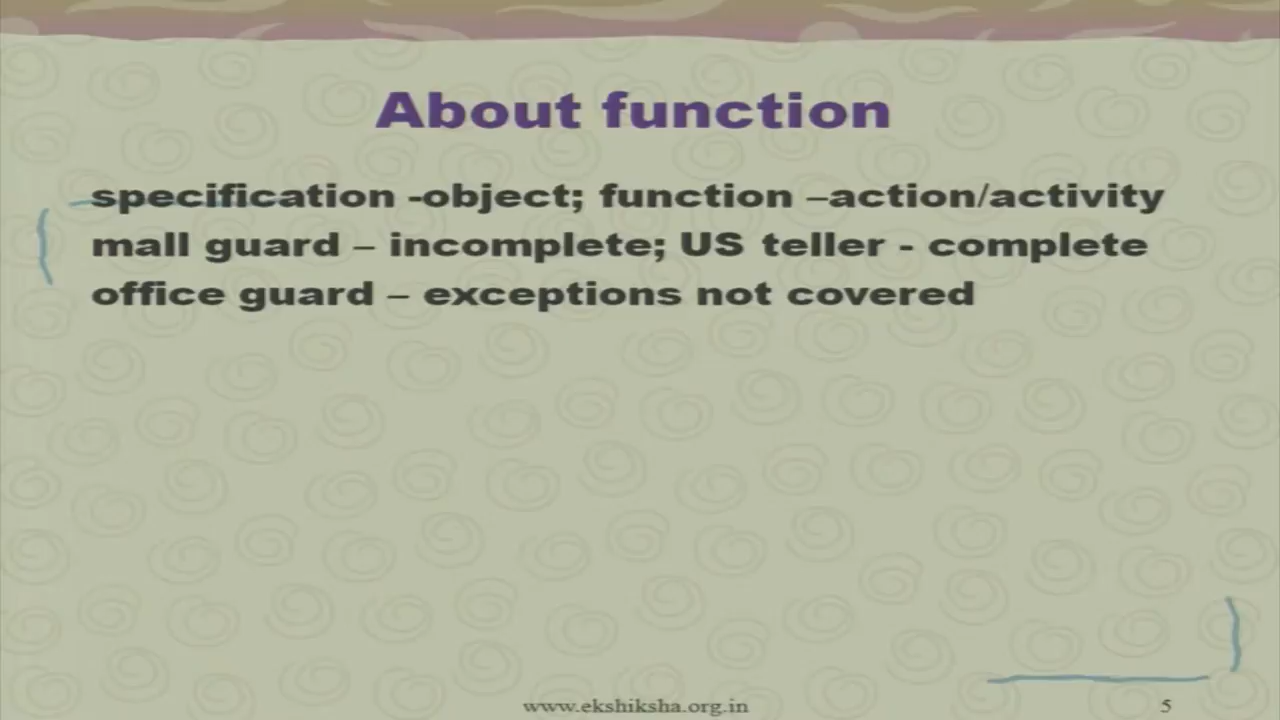 About function
specification -object; function –action/activity
mall guard – incomplete; US teller - complete
office guard – exceptions not covered
www.ekshiksha.org.in
5